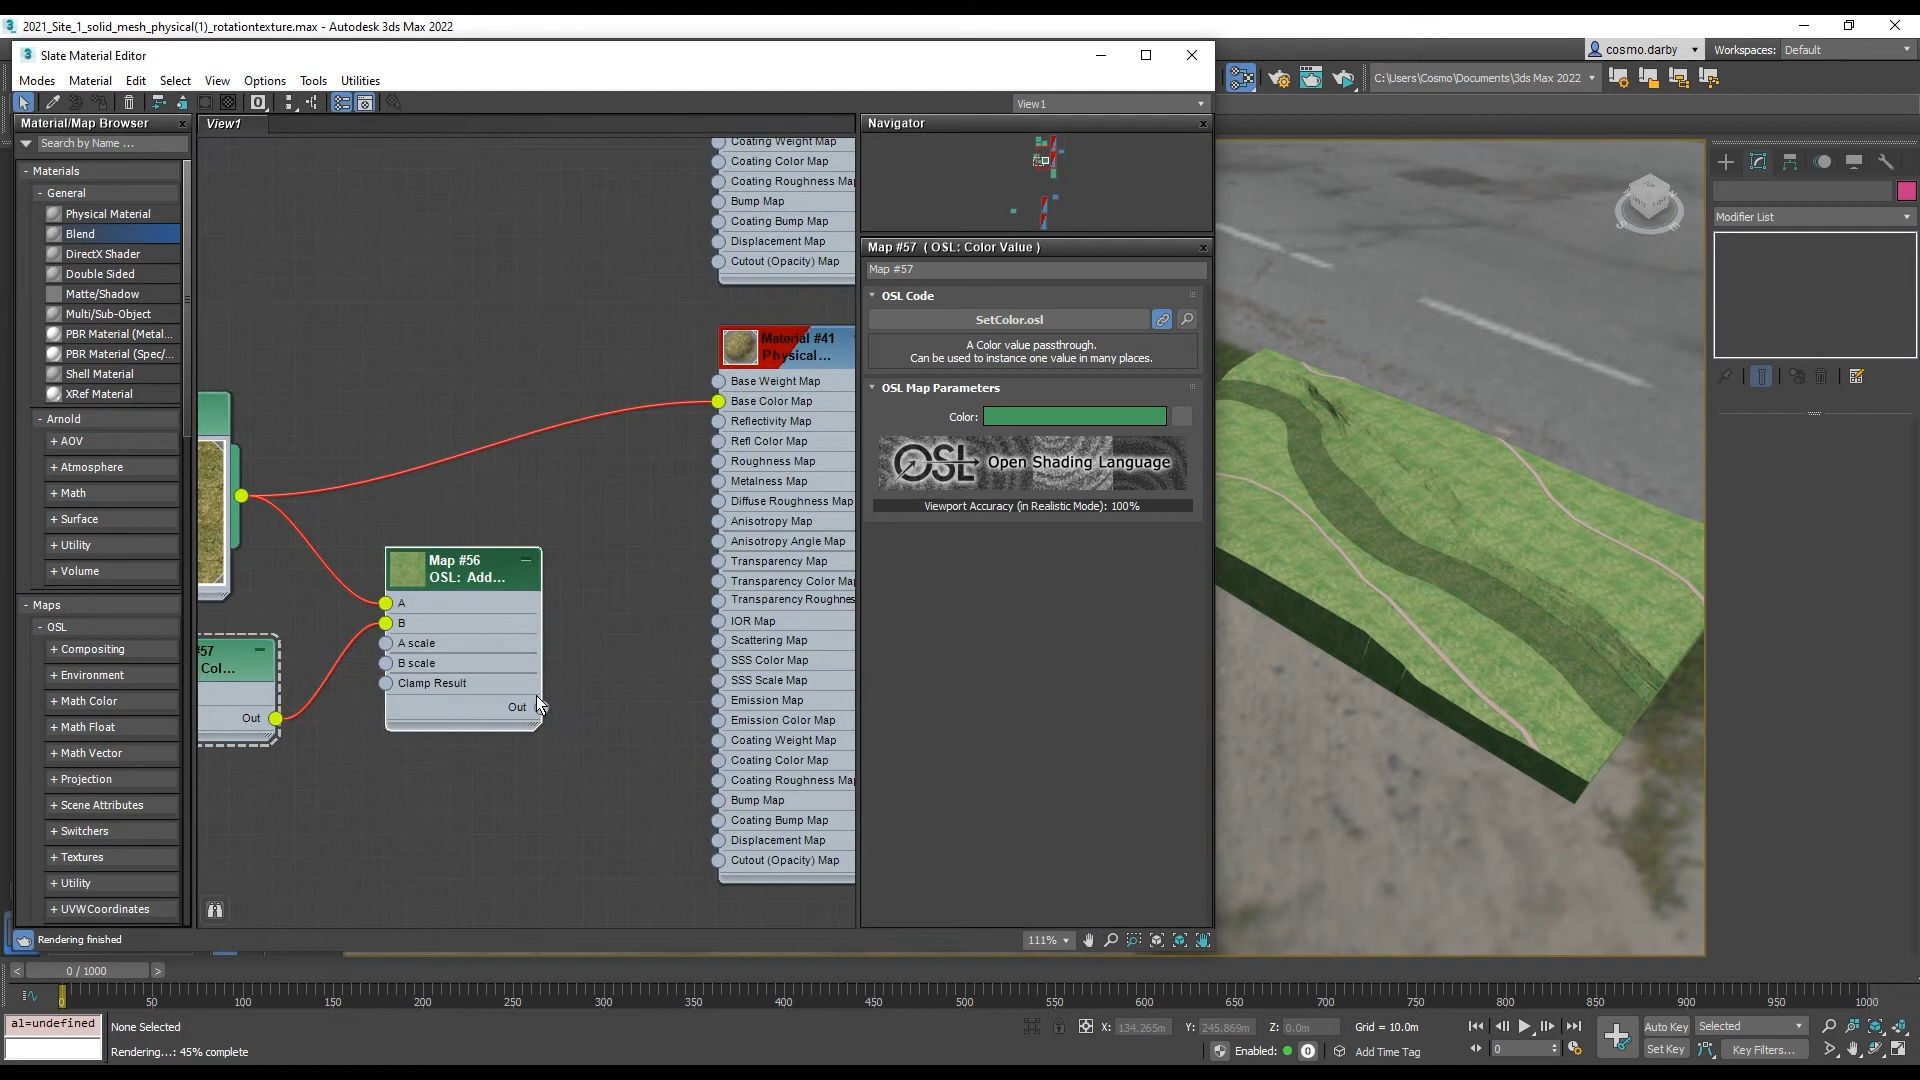 2021_Site_1_solid_mesh_physical(1)_rotationtexture.max - Autodesk 3ds Max 2022
Slate Material Editor
cosmo.darby
Workspaces: Default
Modes Material Edit Select View Options Tools Utilities
C:\Users\Cosmo\Documents\3ds Max 2022
View1
Material/Map Browser
View1
Navigator
Search by Name ...
- Materials
- General
Physical Material
Blend
DirectX Shader
Double Sided
Matte/Shadow
Multi/Sub-Object
PBR Material (Metal...
PBR Material (Spec/...
Shell Material
XRef Material
- Arnold
+ AOV
+ Atmosphere
+ Math
+ Surface
+ Utility
+ Volume
- Maps
- OSL
+ Compositing
+ Environment
+ Math Color
+ Math Float
+ Math Vector
+ Projection
+ Scene Attributes
+ Switchers
+ Textures
+ Utility
+ UVWCoordinates
Coating Weight Map
Coating Color Map
Coating Roughness Map
Bump Map
Coating Bump Map
Displacement Map
Cutout (Opacity) Map
Material #41
Physical...
Base Weight Map
Base Color Map
Reflectivity Map
Refl Color Map
Roughness Map
Metalness Map
Diffuse Roughness Map
Anisotropy Map
Anisotropy Angle Map
Transparency Map
Transparency Color Map
Transparency Roughness
IOR Map
Scattering Map
SSS Color Map
SSS Scale Map
Emission Map
Emission Color Map
Coating Weight Map
Coating Color Map
Coating Roughness Map
Bump Map
Coating Bump Map
Displacement Map
Cutout (Opacity) Map
Map #56
OSL: Add...
A
B
A scale
B scale
Clamp Result
Out
#57
Col...
Out
Map #57 ( OSL: Color Value )
Map #57
OSL Code
SetColor.osl
A Color value passthrough.
Can be used to instance one value in many places.
OSL Map Parameters
Color:
OSL Open Shading Language
Viewport Accuracy (in Realistic Mode): 100%
Modifier List
Rendering finished
111%
0 / 1000
50 100 150 200 250 300 350 400 450 500 550 600 650 700 750 800 850 900 950 1000
al=undefined
None Selected
X: 134.265m Y: 245.869m Z: 0.0m Grid = 10.0m
Auto Key Selected
Rendering...: 45% complete
Enabled: 0 Add Time Tag
0
Set Key Key Filters...